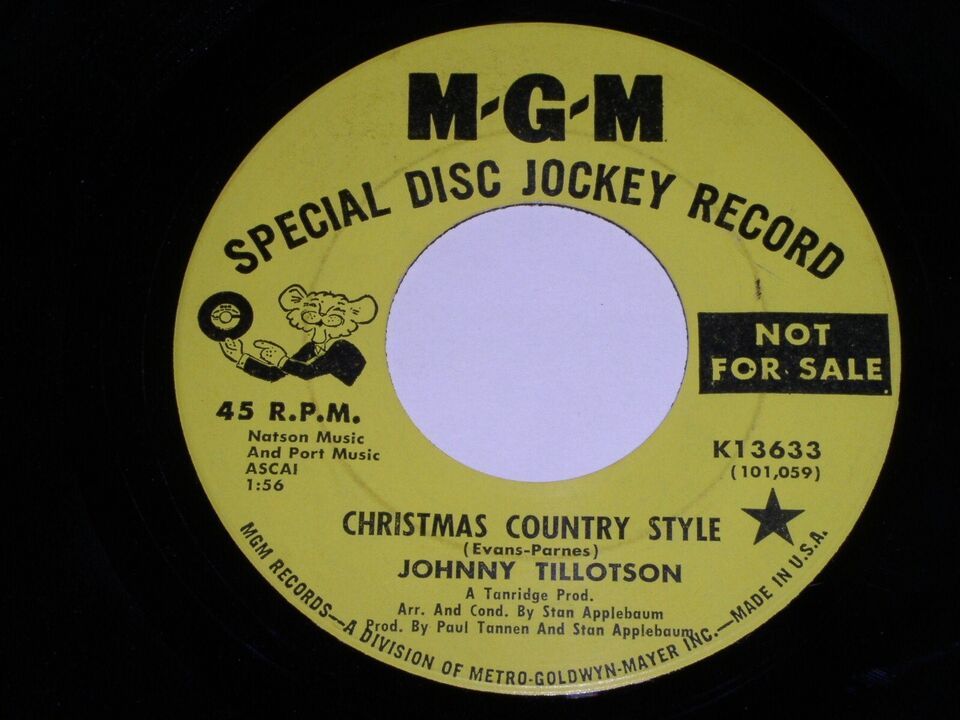 M-G-M
SPECIAL DISC JOCKEY RECORD
NOT
FOR SALE
45 R.P.M.
Natson Music
And Port Music
ASCAI
1:56
K13633
(101,059)
CHRISTMAS COUNTRY STYLE
(Evans-Parnes)
JOHNNY TILLOTSON
A Tanridge Prod.
Arr. And Cond. By Stan Applebaum
Prod. By Paul Tannen And Stan Applebaum
MGM RECORDS—A DIVISION OF METRO-GOLDWYN-MAYER INC.—MADE IN U.S.A.